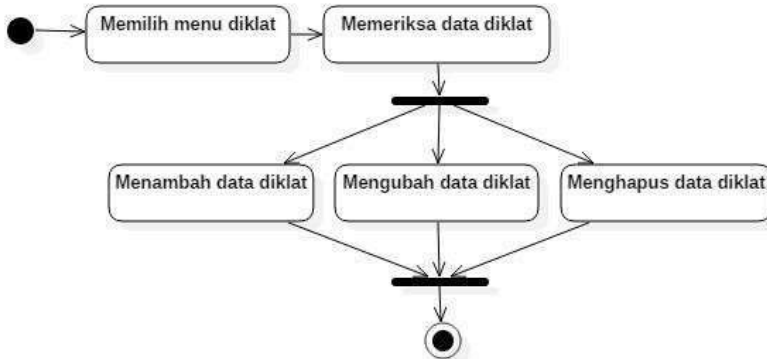 Memilih menu diklat
Memeriksa data diklat
Menambah data diklat
Mengubah data diklat
Menghapus data diklat